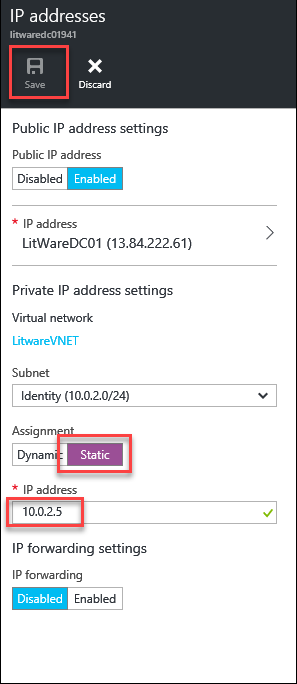 IP addresses
litwaredc01941
Save Discard
Public IP address settings
Public IP address
Disabled Enabled
* IP address
LitWareDC01 (13.84.222.61)
Private IP address settings
Virtual network
LitwareVNET
Subnet
Identity (10.0.2.0/24)
Assignment
Dynamic Static
* IP address
10.0.2.5
IP forwarding settings
IP forwarding
Disabled Enabled